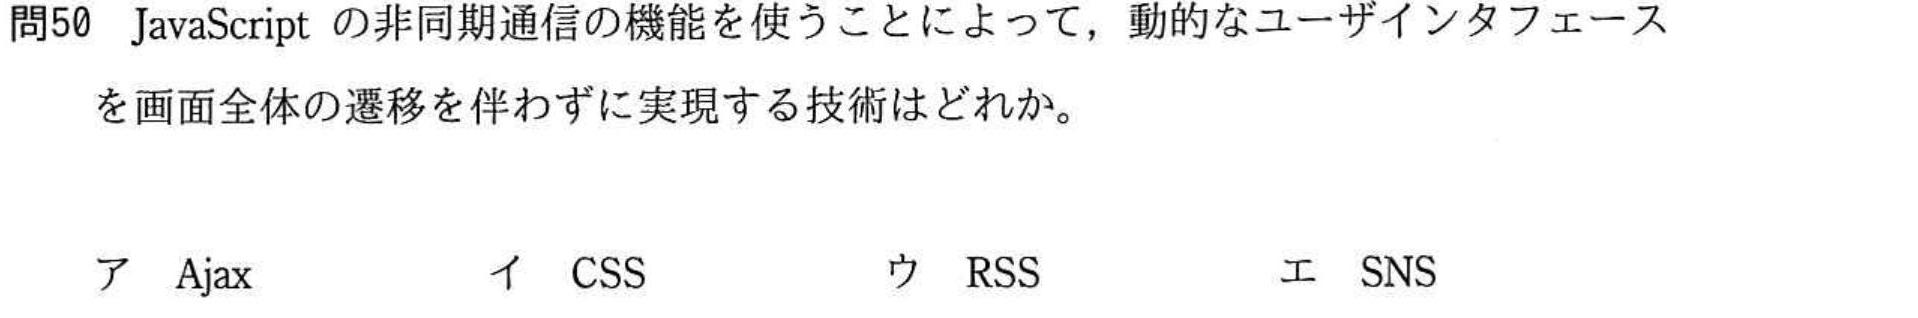 問50 JavaScript の非同期通信の機能を使うことによって，動的なユーザインタフェース
を画面全体の遷移を伴わずに実現する技術はどれか。
ア Ajax イ CSS ウ RSS エ SNS